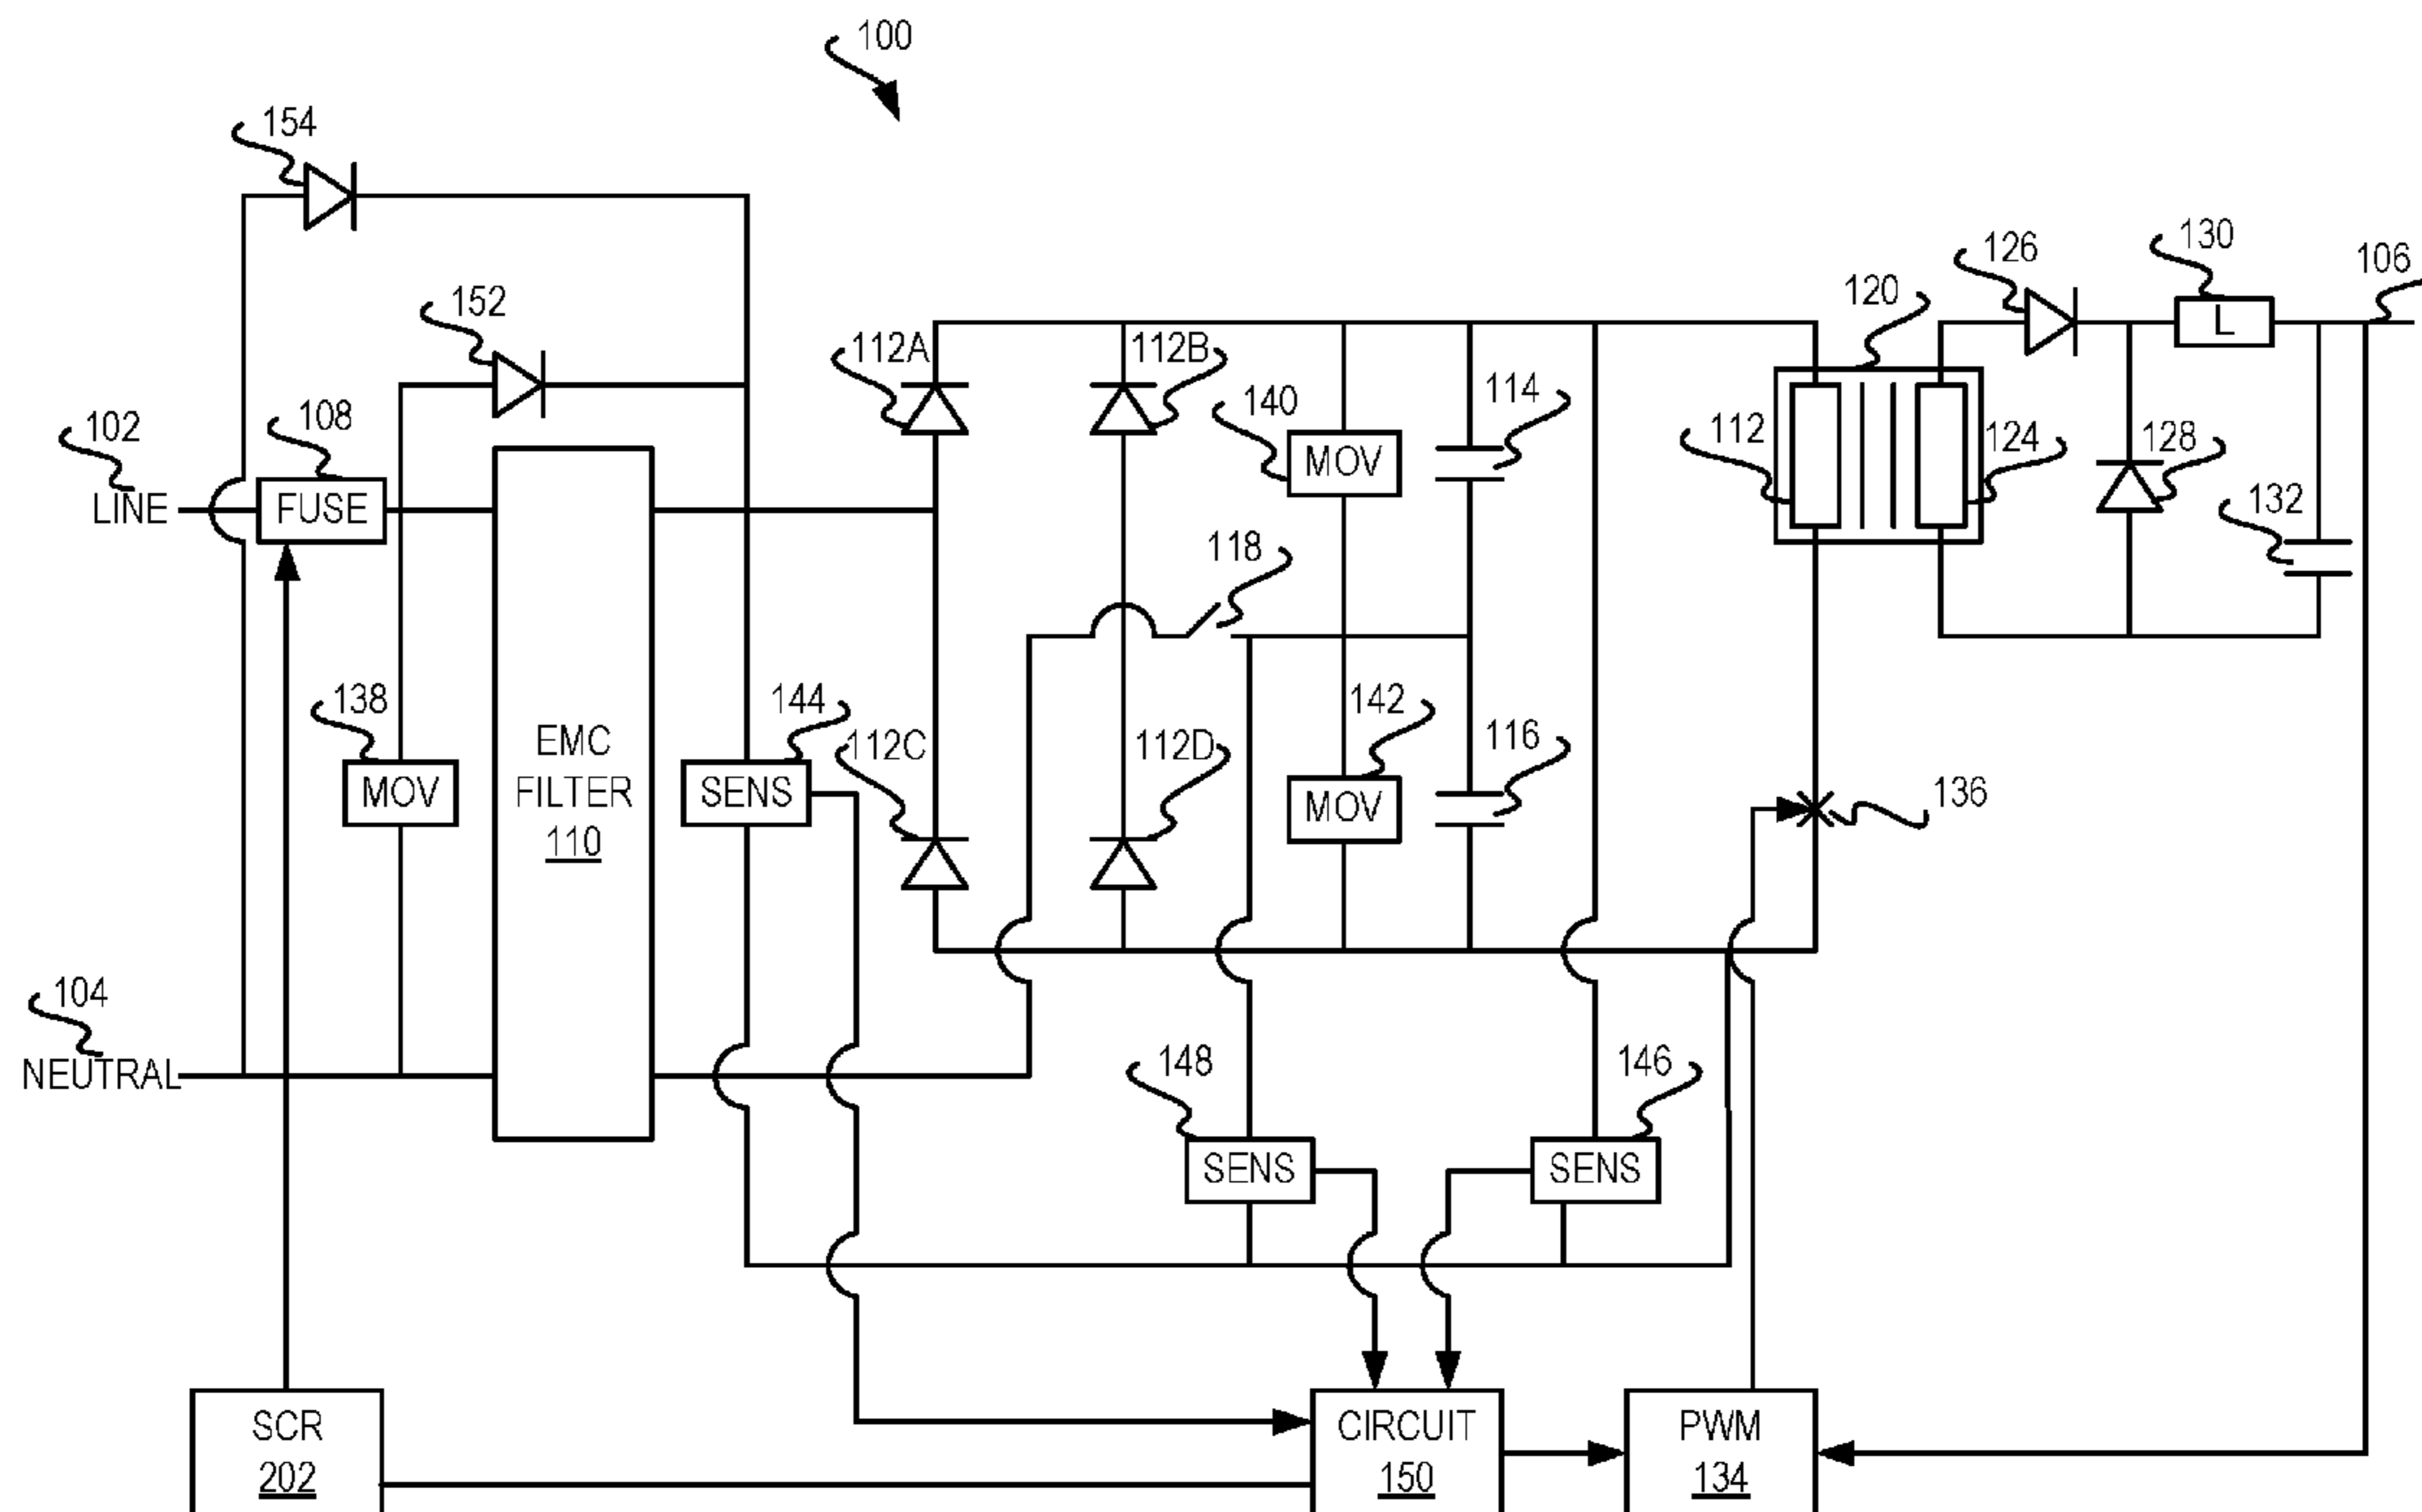 100
154
152
102
108
LINE
FUSE
112A
112B
140
MOV
114
120
126
130
106
L
112
124
128
132
118
138
MOV
EMC
FILTER
110
144
SENS
112C
112D
142
MOV
116
136
104
NEUTRAL
148
SENS
146
SENS
SCR
202
CIRCUIT
150
PWM
134